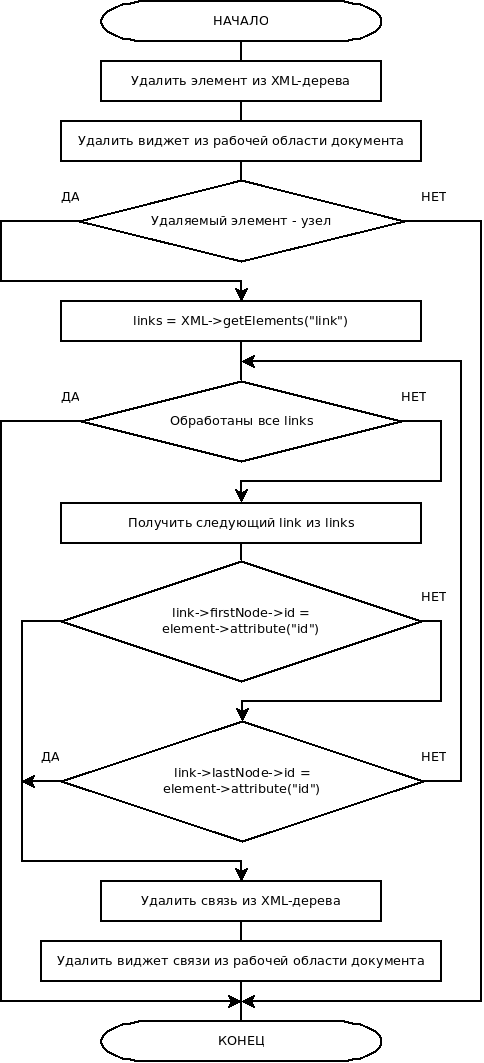 НАЧАЛО
Удалить элемент из XML-дерева
Удалить виджет из рабочей области документа
ДА
НЕТ
Удаляемый элемент - узел
links = XML->getElements("link")
ДА
НЕТ
Обработаны все links
Получить следующий link из links
НЕТ
link->firstNode->id =
element->attribute("id")
ДА
НЕТ
link->lastNode->id =
element->attribute("id")
Удалить связь из XML-дерева
Удалить виджет связи из рабочей области документа
КОНЕЦ